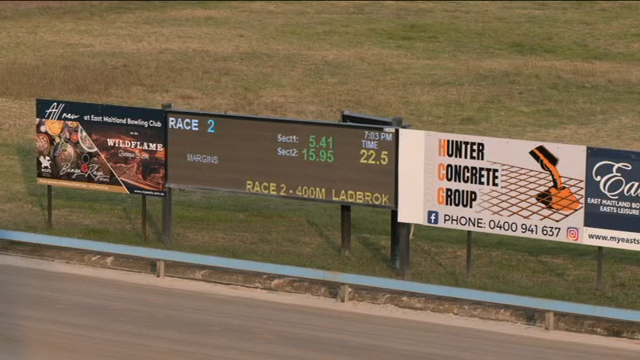 All new at East Maitland Bowling Club
WILDFLAME
RACE 2
7:03 PM
Sect1: 5.41
TIME
Sect2: 15.95
22.5
MARGINS
RACE 2 - 400M LADBROK
HUNTER
CONCRETE
GROUP
PHONE: 0400 941 637
EAST MAITLAND BO
EASTS LEISURE
www.myeasts